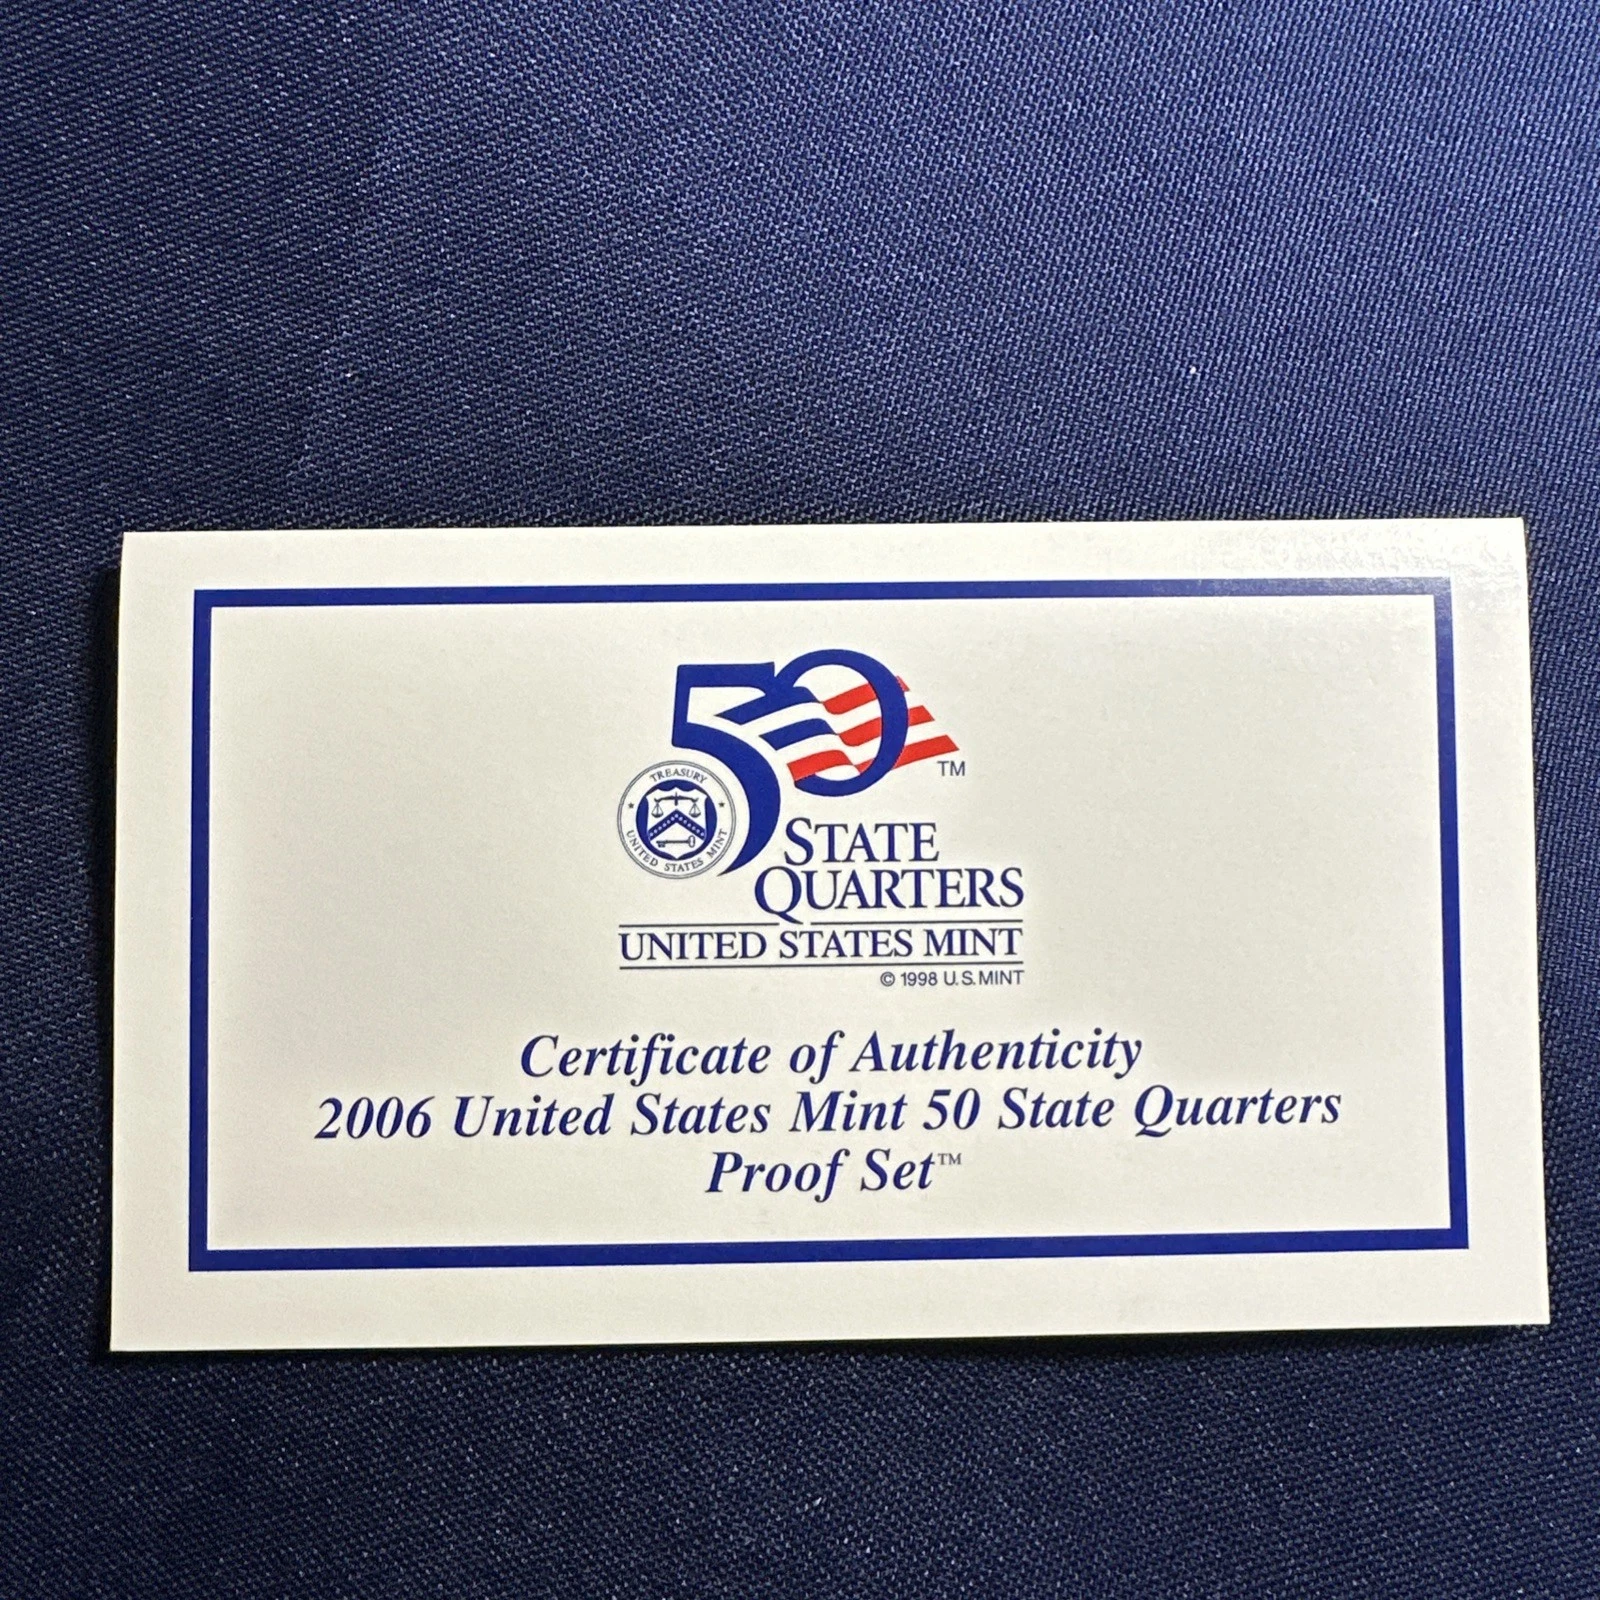 50
TM
TREASURY
UNITED STATES MINT
STATE
QUARTERS
UNITED STATES MINT
© 1998 U.S. MINT
Certificate of Authenticity
2006 United States Mint 50 State Quarters
Proof Set™